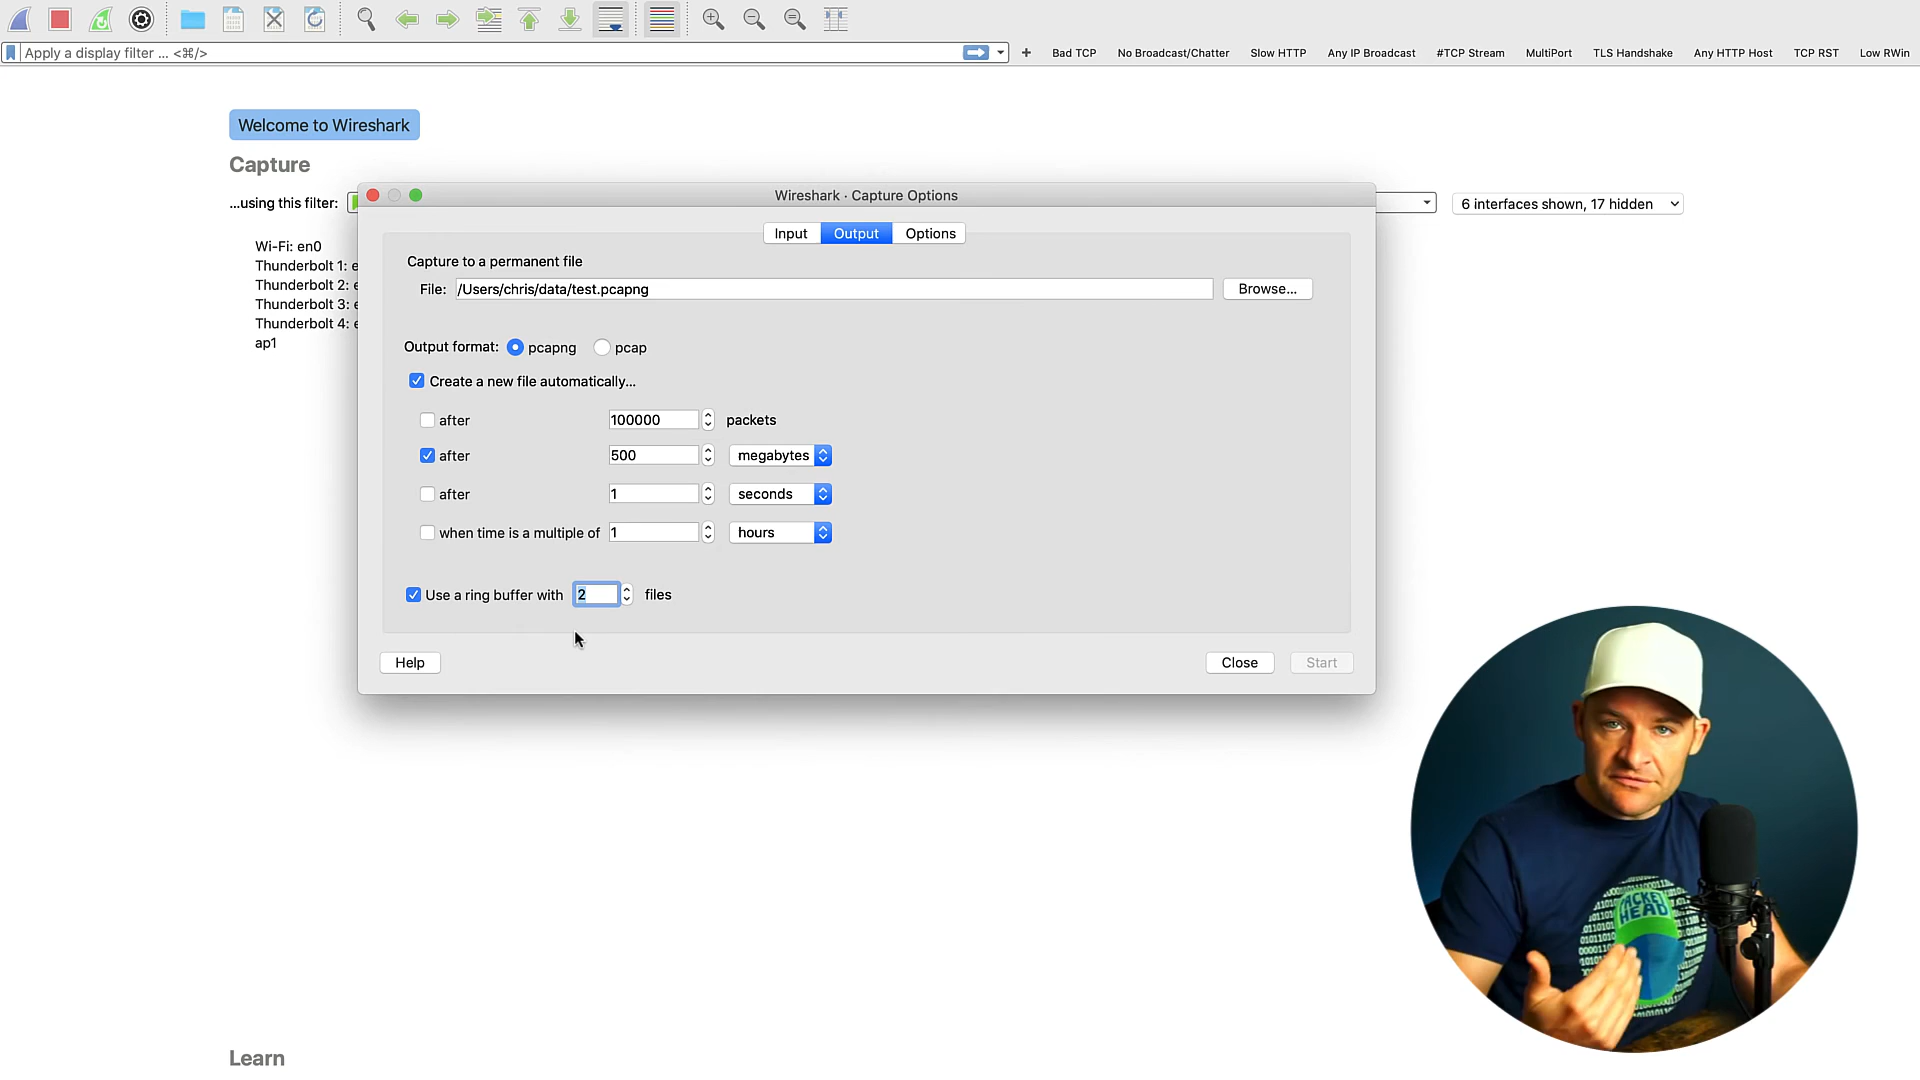 Apply a display filter ... <⌘/>
+ Bad TCP No Broadcast/Chatter Slow HTTP Any IP Broadcast #TCP Stream MultiPort TLS Handshake Any HTTP Host TCP RST Low RWin
Welcome to Wireshark
Capture
...using this filter:
6 interfaces shown, 17 hidden
Wi-Fi: en0
Thunderbolt 1: e
Thunderbolt 2: e
Thunderbolt 3: e
Thunderbolt 4: e
ap1
Wireshark · Capture Options
Input Output Options
Capture to a permanent file
File: /Users/chris/data/test.pcapng Browse...
Output format: pcapng pcap
Create a new file automatically...
after 100000 packets
after 500 megabytes
after 1 seconds
when time is a multiple of 1 hours
Use a ring buffer with 2 files
Help Close Start
PACKET
HEAD
Learn